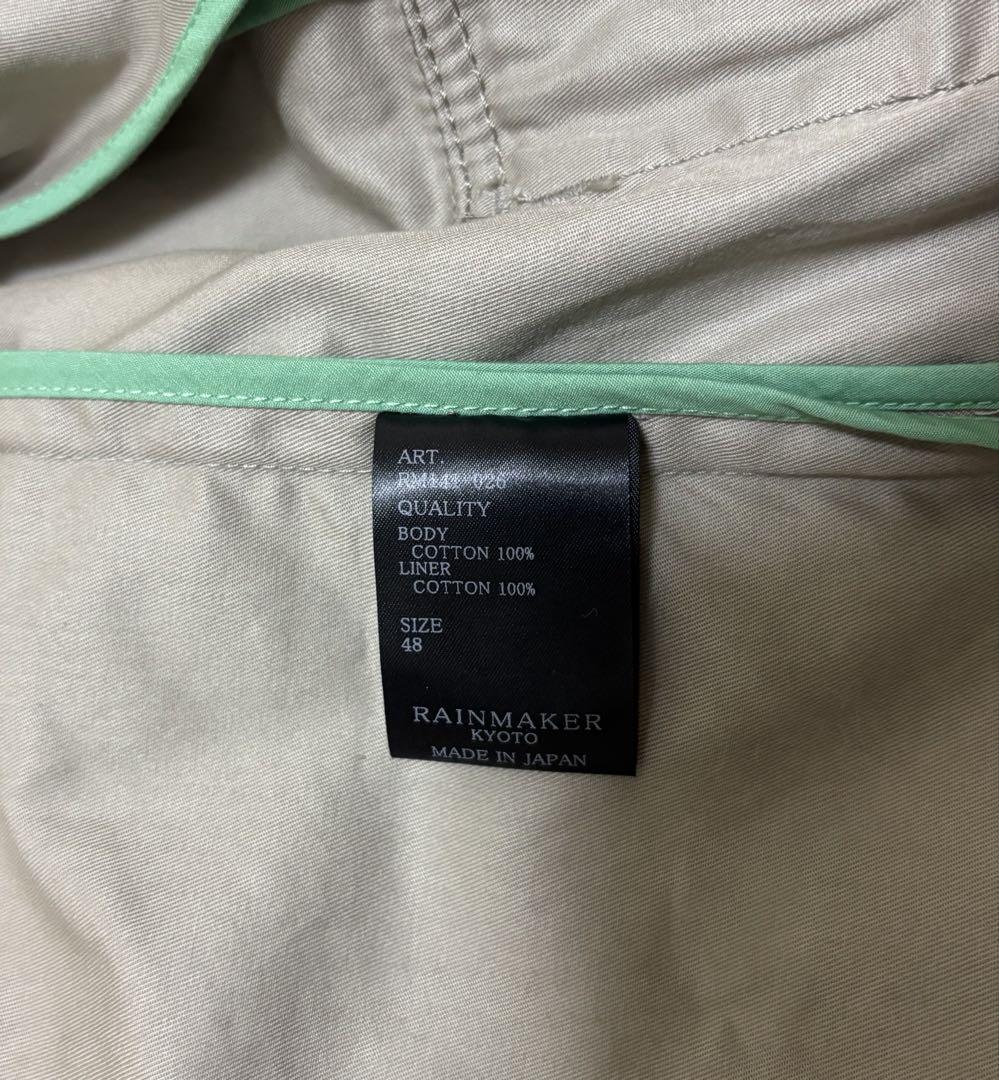 ART.
QUALITY
BODY
COTTON 100%
LINER
COTTON 100%
SIZE
48
RAINMAKER
KYOTO
MADE IN JAPAN